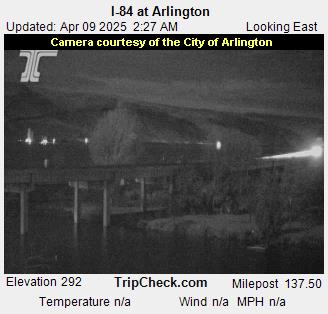 I-84 at Arlington
Updated: Apr 09 2025 2:27 AM Looking East
Camera courtesy of the City of Arlington
Elevation 292 TripCheck.com Milepost 137.50
Temperature n/a Wind n/a MPH n/a